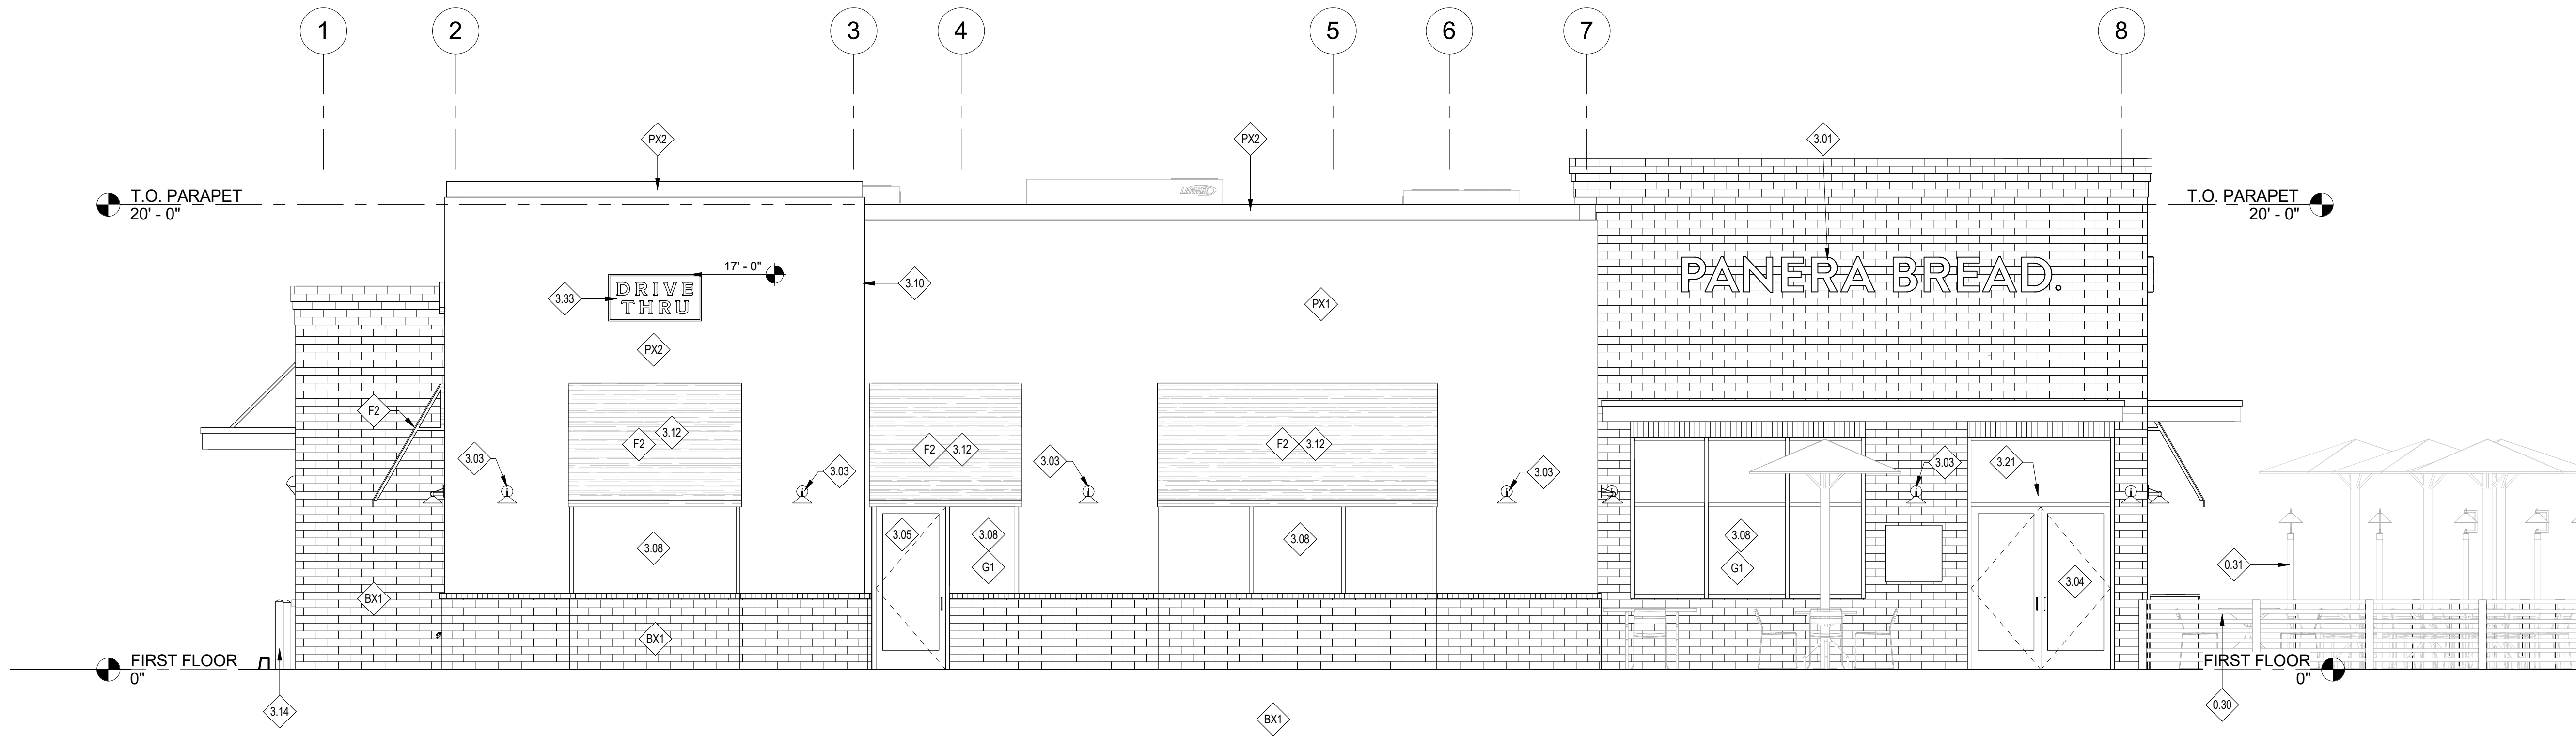 1
2
3
4
5
6
7
8
PX2
PX2
3.01
T.O. PARAPET
20' - 0"
LENNOX
T.O. PARAPET
20' - 0"
17' - 0"
3.33
DRIVE
THRU
3.10
PX1
PANERA BREAD.
PX2
F2
F2
3.12
F2
3.12
F2
3.12
3.03
3.03
3.03
3.03
3.03
3.21
3.08
3.05
3.08
G1
3.08
3.08
G1
3.04
0.31
BX1
BX1
FIRST FLOOR
0"
FIRST FLOOR
0"
3.14
BX1
0.30